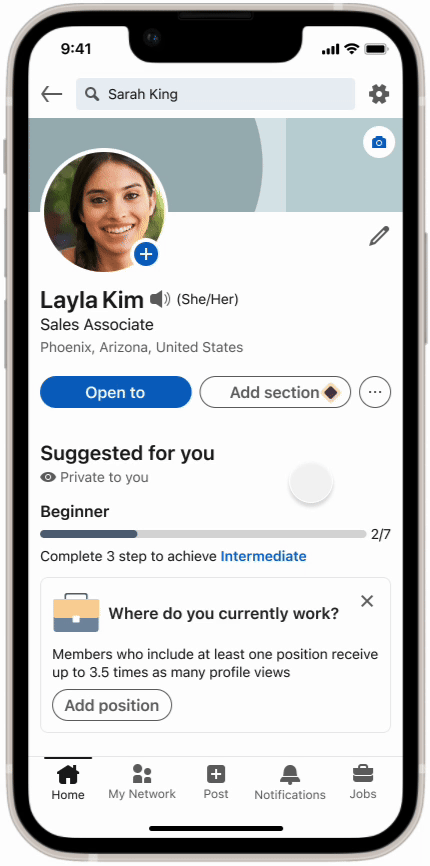 9:41
Sarah King
Layla Kim (She/Her)
Sales Associate
Phoenix, Arizona, United States
Open to
Add section
Suggested for you
Private to you
Beginner
2/7
Complete 3 step to achieve Intermediate
Where do you currently work?
Members who include at least one position receive
up to 3.5 times as many profile views
Add position
Home
My Network
Post
Notifications
Jobs